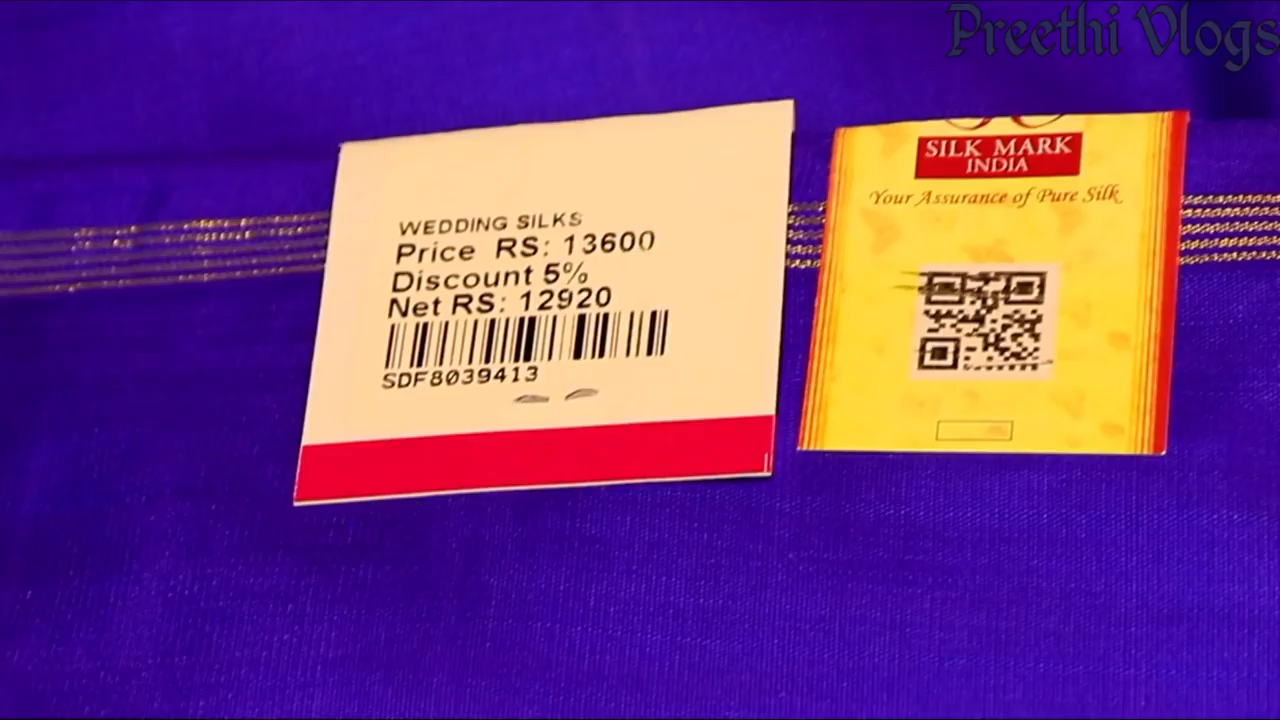 Preethi Vlogs
WEDDING SILKS
Price RS: 13600
Discount 5%
Net RS: 12920
SDF8039413
SILK MARK
INDIA
Your Assurance of Pure Silk